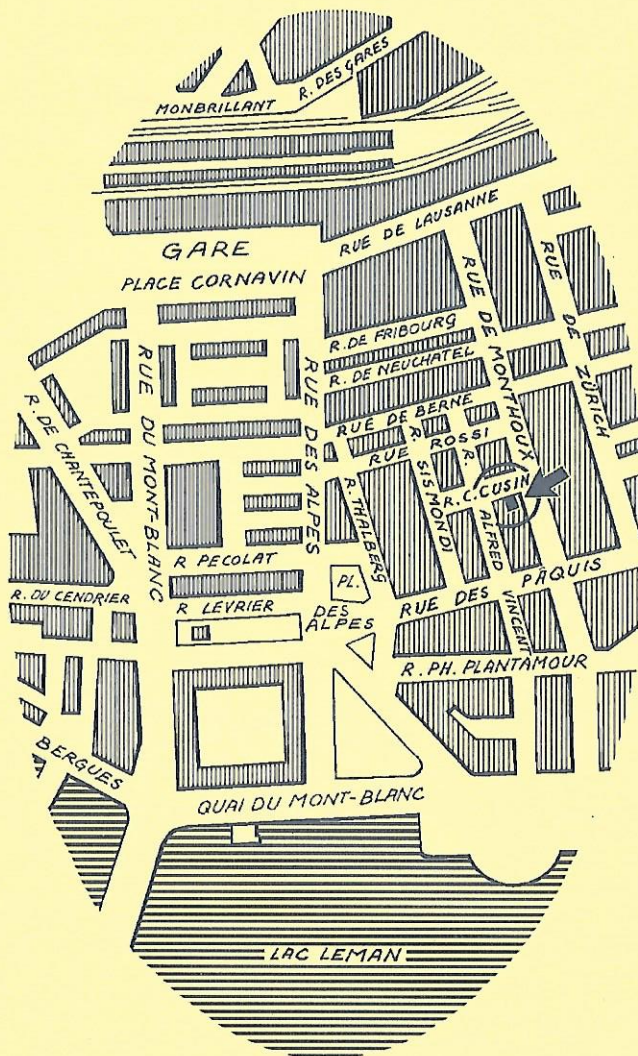 R. DES GARES
MONBRILLANT
RUE DE LAUSANNE
GARE
PLACE CORNAVIN
RUE DE MONTHOUX
RUE DE ZÜRICH
R. DE FRIBOURG
R. DE NEUCHATEL
RUE DE BERNE
RUE ROSSI
R. SISMONDI
R. DE CHANTEPOULET
RUE DU MONT-BLANC
RUE DES ALPES
R. THALBERG
R. C. CUSIN
R. ALFRED VINCENT
R PECOLAT
R. DU CENDRIER
R LEVRIER
PL. DES ALPES
RUE DES PÂQUIS
R. PH. PLANTAMOUR
BERGUES
QUAI DU MONT-BLANC
LAC LEMAN